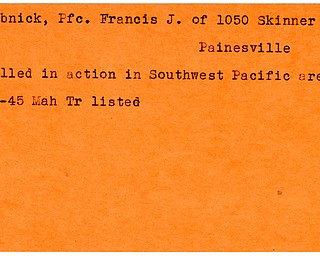 bnick, Pfc. Francis J. of 1050 Skinner
Painesville
lled in action in Southwest Pacific are
-45 Mah Tr listed